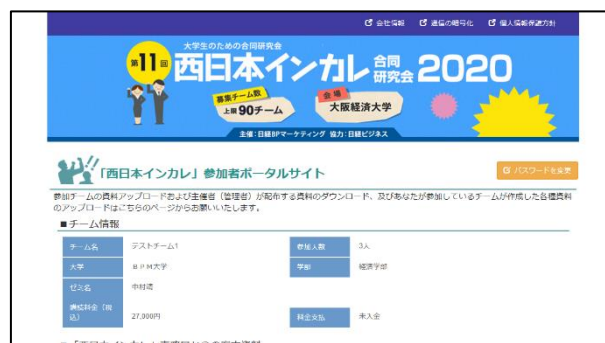 会社情報 通信の暗号化 個人情報保護方針
大学生のための合同研究会
第11回 西日本インカレ 合同研究会 2020
募集チーム数 上限90チーム
会場 大阪経済大学
主催:日経BPマーケティング 協力:日経ビジネス
「西日本インカレ」参加者ポータルサイト
パスワードを変更
参加チームの資料アップロードおよび主催者(管理者)が配布する資料のダウンロード、及びあなたが参加しているチームが作成した各種資料
のアップロードはこちらのページからお願いいたします。
■チーム情報
チーム名 テストチーム1 参加人数 3人
大学 BPM大学 学部 経済学部
ゼミ名
料金(税
込) 27,000円 料金支払 未入金